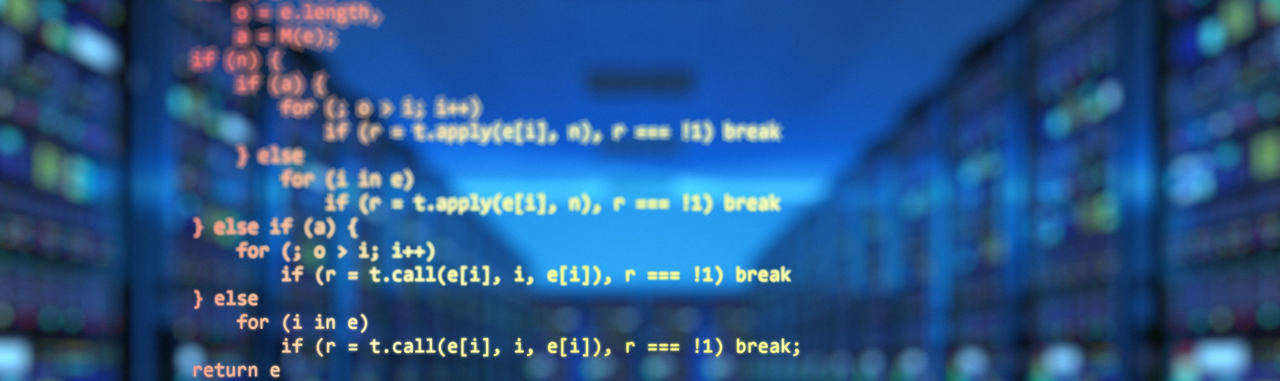 o = e.length,
a = M(e);
if (n) {
if (a) {
for (; o > i; i++)
if (r = t.apply(e[i], n), r === !1) break
} else
for (i in e)
if (r = t.apply(e[i], n), r === !1) break
} else if (a) {
for (; o > i; i++)
if (r = t.call(e[i], i, e[i]), r === !1) break
} else
for (i in e)
if (r = t.call(e[i], i, e[i]), r === !1) break;
return e